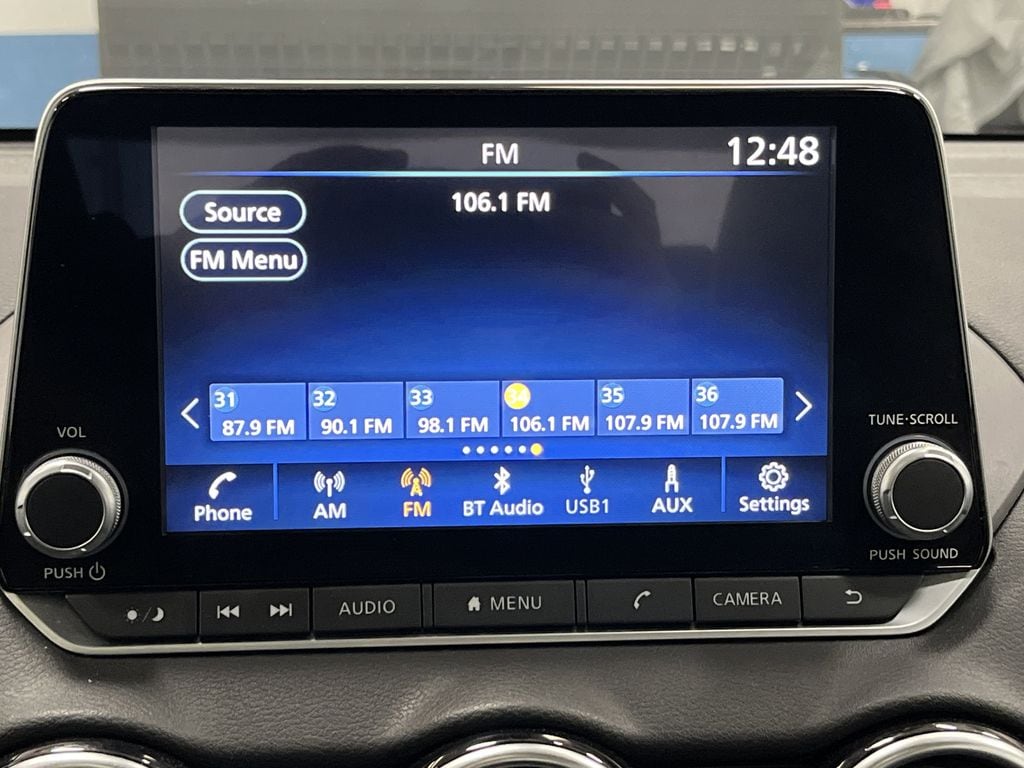 FM
12:48
106.1 FM
Source
FM Menu
31
32
33
34
35
36
87.9 FM
90.1 FM
98.1 FM
106.1 FM
107.9 FM
107.9 FM
Phone
AM
FM
BT Audio
USB1
AUX
Settings
VOL
TUNE·SCROLL
PUSH
PUSH SOUND
AUDIO
MENU
CAMERA